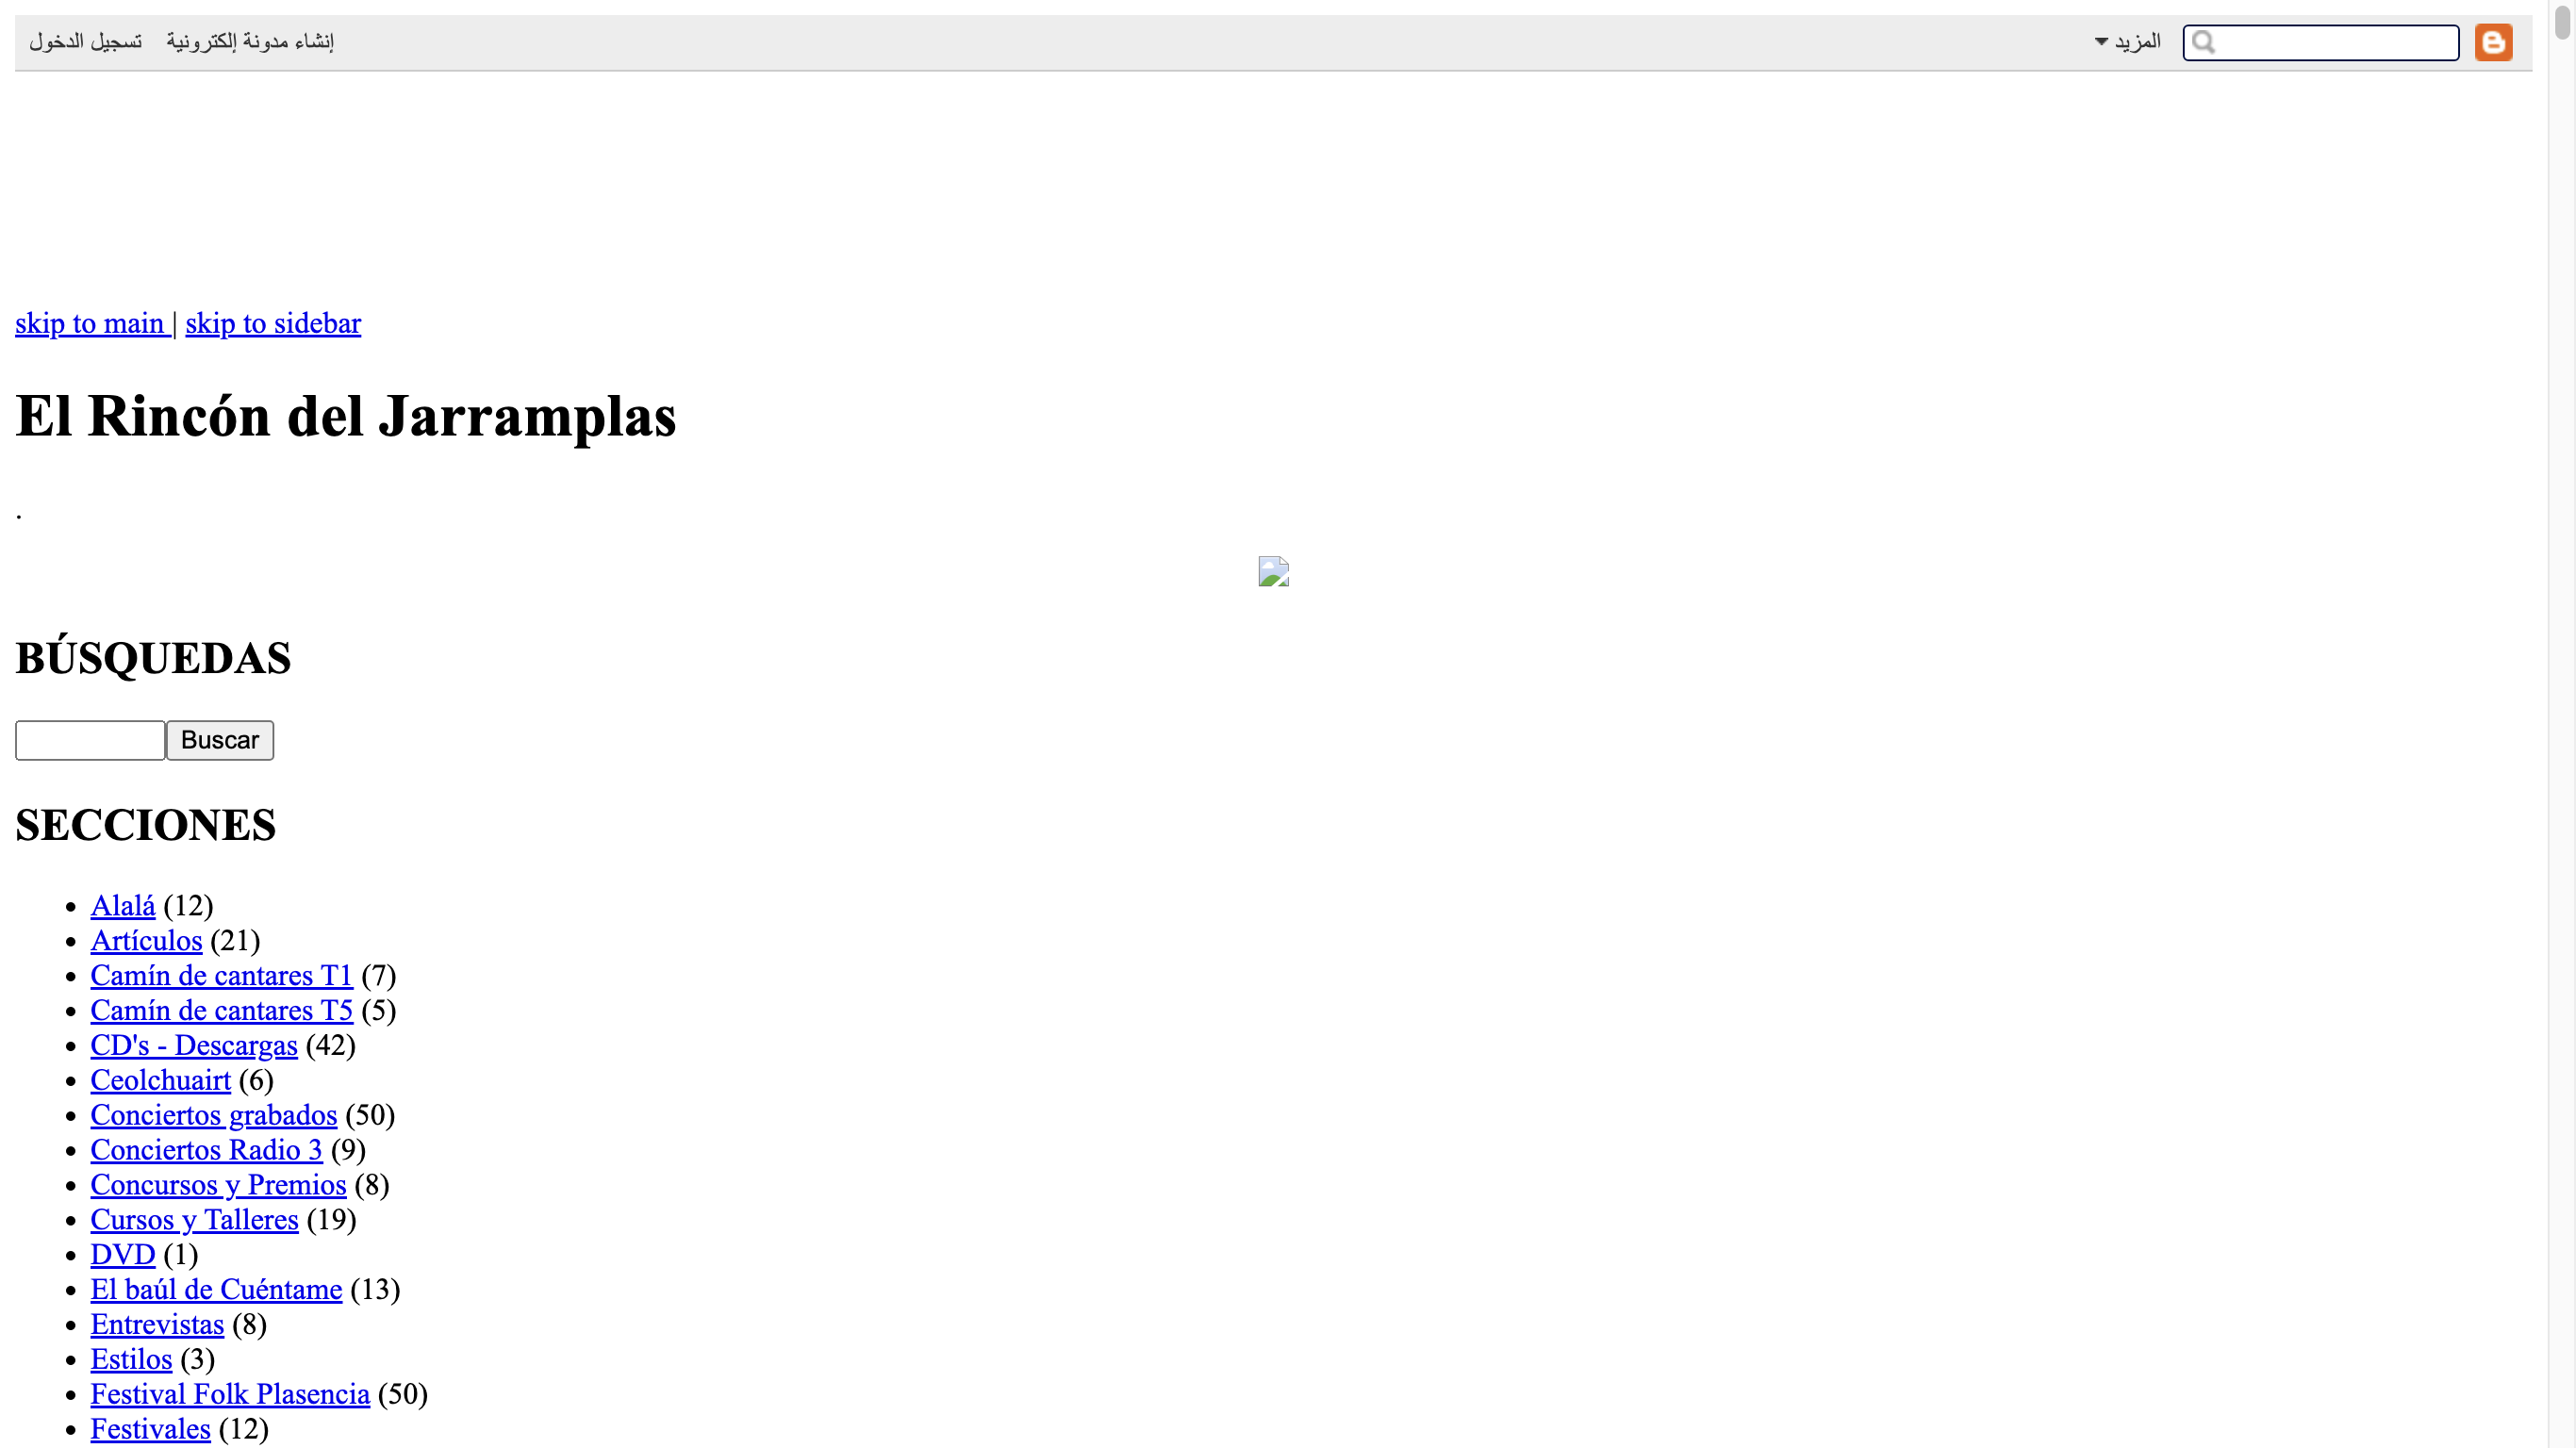 المزيد
إنشاء مدونة إلكترونية تسجيل الدخول
skip to main | skip to sidebar
El Rincón del Jarramplas
.
BÚSQUEDAS
Buscar
SECCIONES
Alalá (12)
Artículos (21)
Camín de cantares T1 (7)
Camín de cantares T5 (5)
CD's - Descargas (42)
Ceolchuairt (6)
Conciertos grabados (50)
Conciertos Radio 3 (9)
Concursos y Premios (8)
Cursos y Talleres (19)
DVD (1)
El baúl de Cuéntame (13)
Entrevistas (8)
Estilos (3)
Festival Folk Plasencia (50)
Festivales (12)